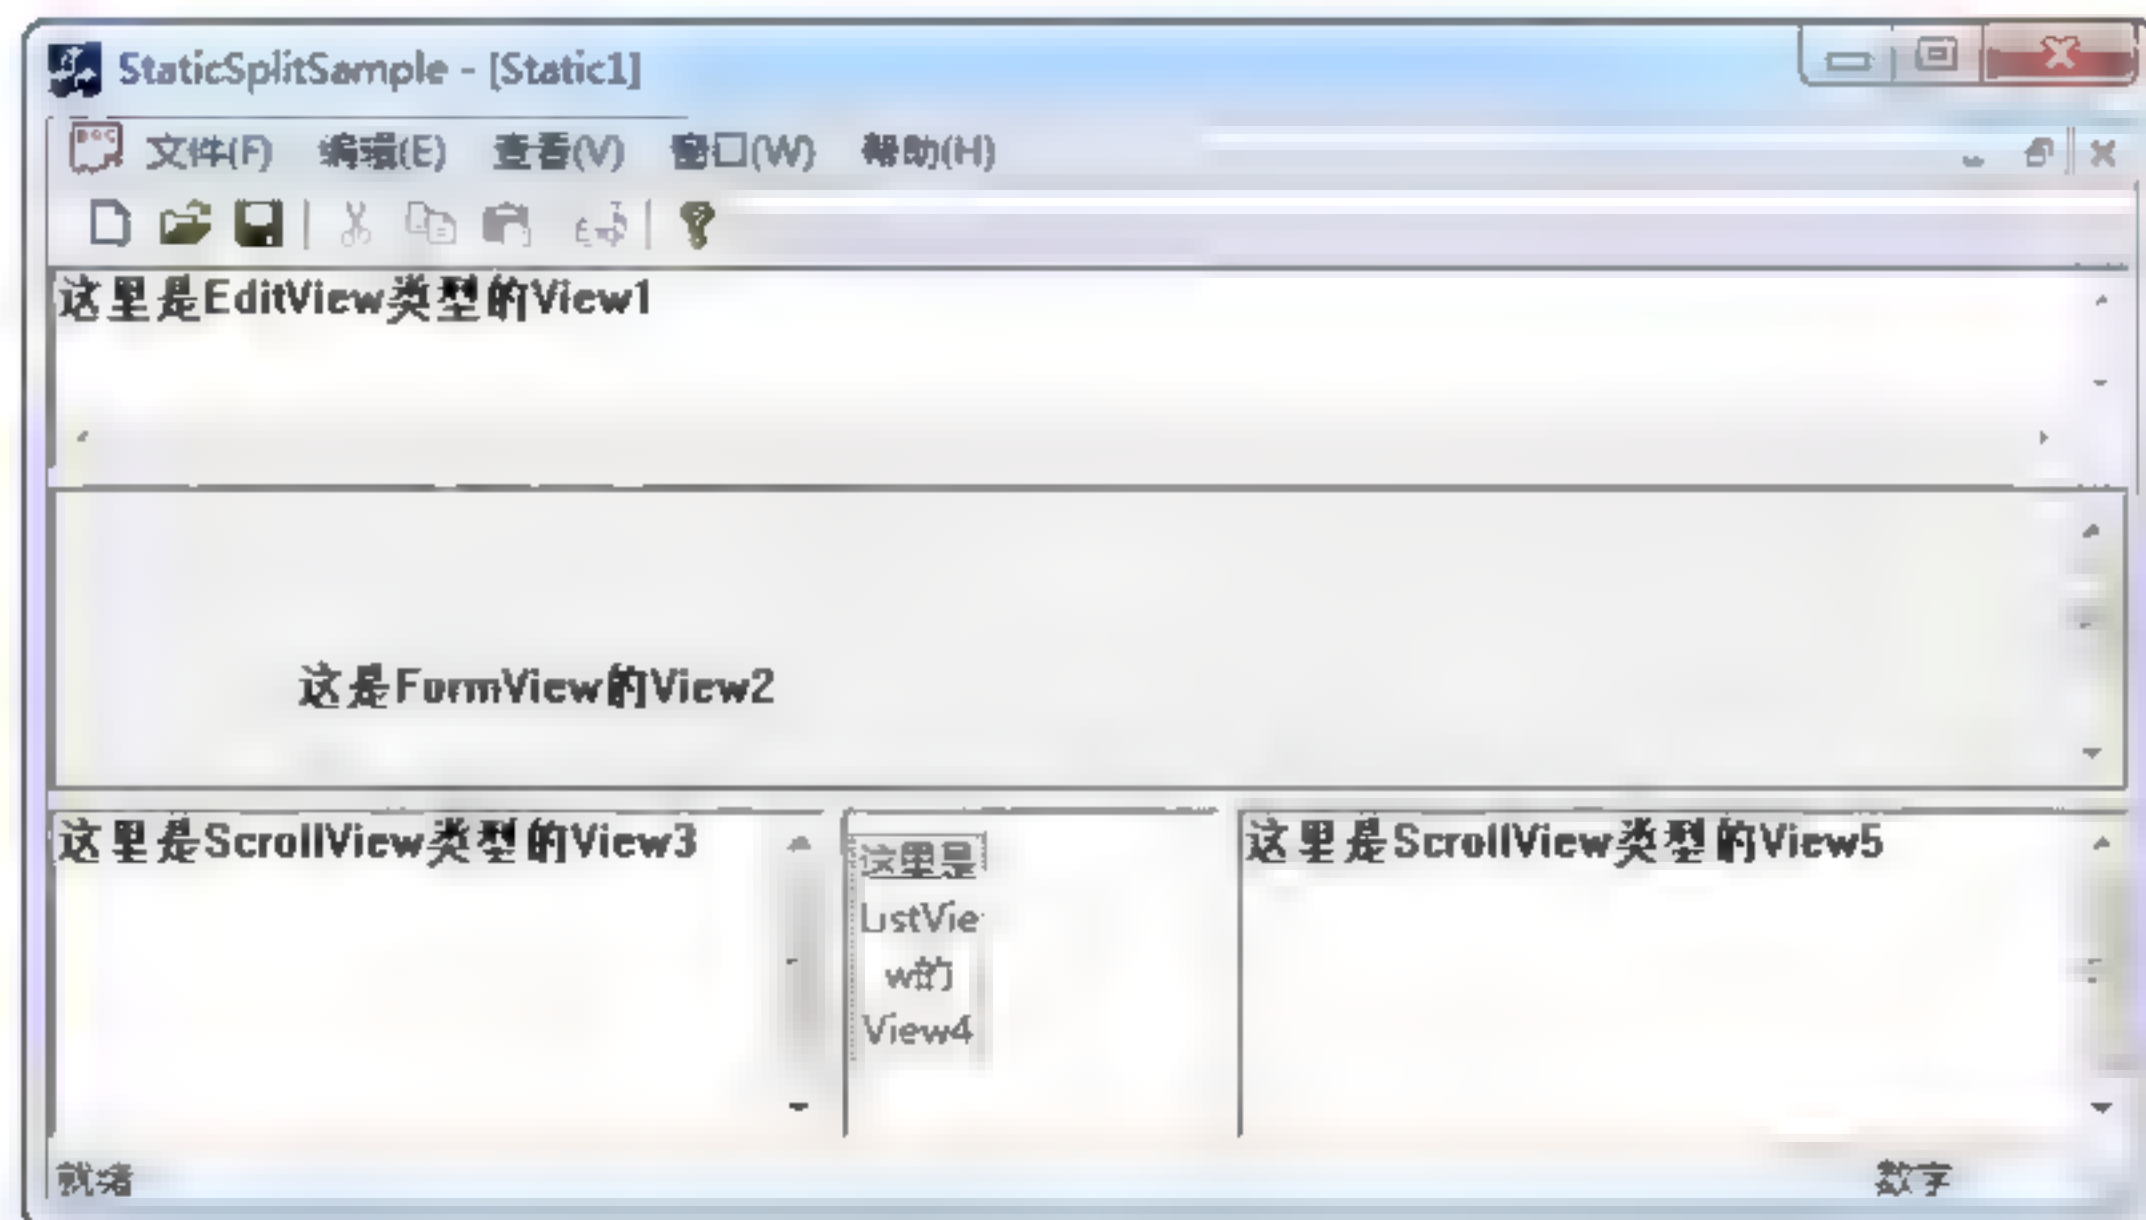 StaticSplitSample - [Static1]
文件(F) 编辑(E) 查看(V) 窗口(W) 帮助(H)
这里是EditView类型的View1
这是FormView的View2
这里是ScrollView类型的View3
这里是
ListVie
w的
View4
这里是ScrollView类型的View5
就绪
数字